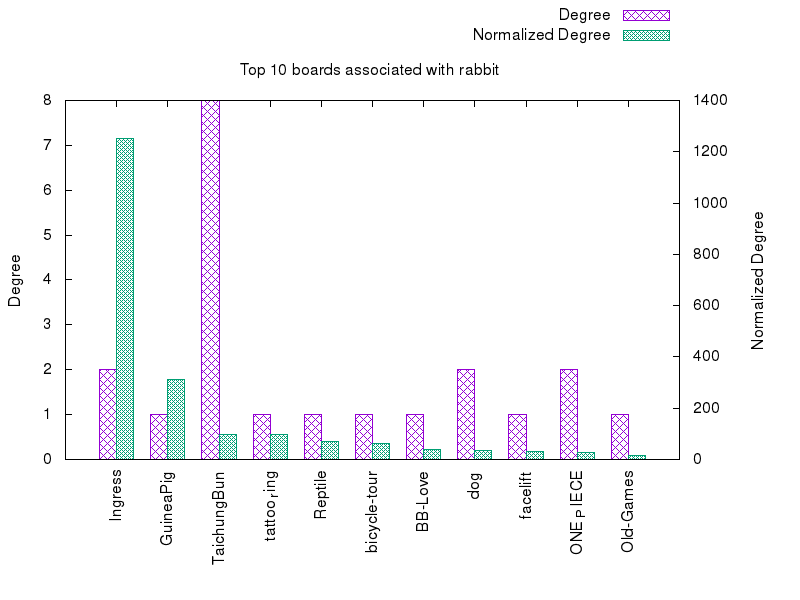 Degree
Normalized Degree
Top 10 boards associated with rabbit
8
7
6
5
4
3
2
1
0
1400
1200
1000
800
600
400
200
0
Degree
Normalized Degree
Ingress
GuineaPig
TaichungBun
tattooring
Reptile
bicycle-tour
BB-Love
dog
facelift
ONEPIECE
Old-Games